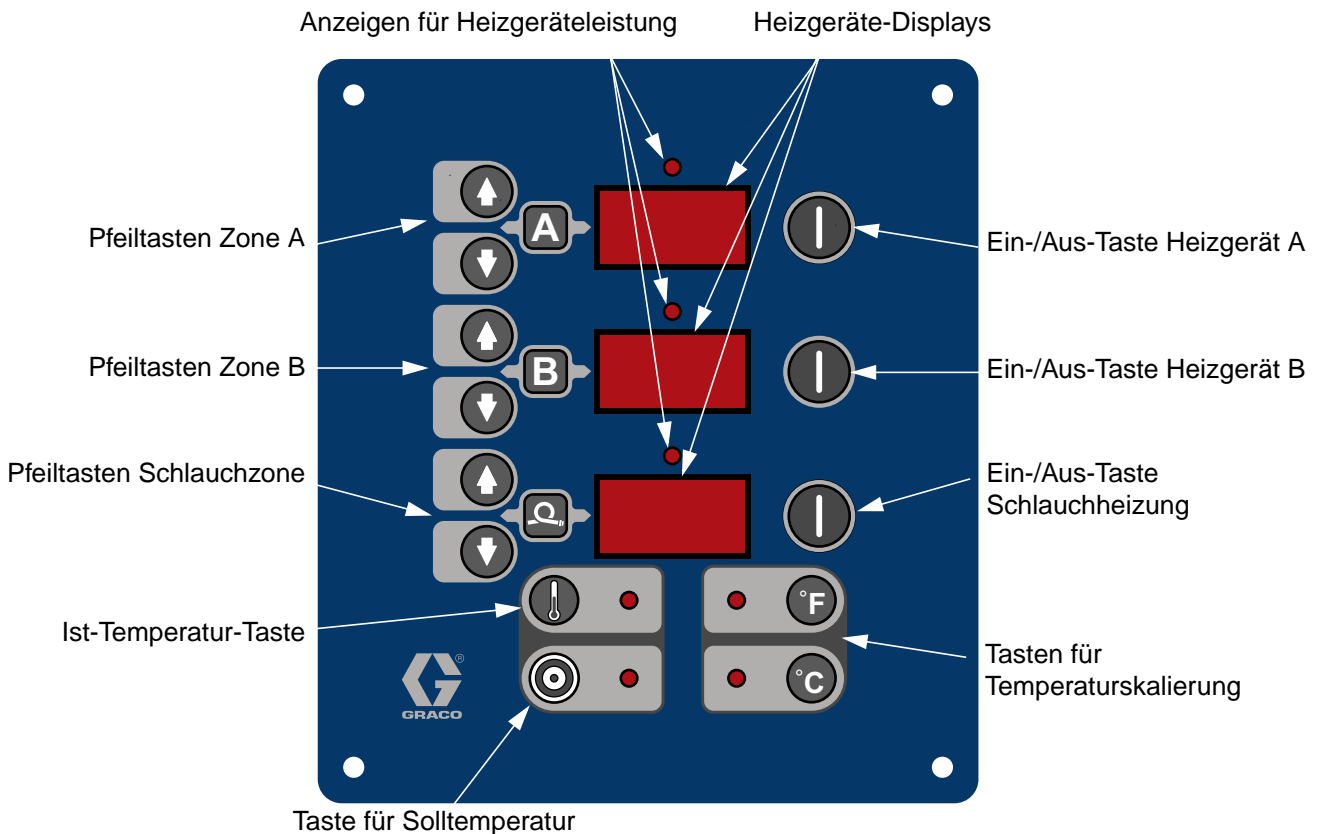 Anzeigen für Heizgeräteleistung
Heizgeräte-Displays
Pfeiltasten Zone A
A
Ein-/Aus-Taste Heizgerät A
Pfeiltasten Zone B
B
Ein-/Aus-Taste Heizgerät B
Pfeiltasten Schlauchzone
Ein-/Aus-Taste
Schlauchheizung
Ist-Temperatur-Taste
°F
°C
Tasten für
Temperaturskalierung
®
GRACO
Taste für Solltemperatur